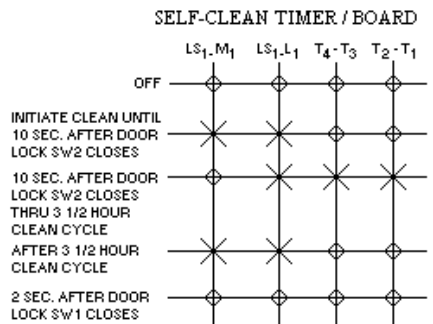 SELF-CLEAN TIMER / BOARD
LS1-M1 LS1-L1 T4-T3 T2-T1
OFF
INITIATE CLEAN UNTIL
10 SEC. AFTER DOOR
LOCK SW2 CLOSES
10 SEC. AFTER DOOR
LOCK SW2 CLOSES
THRU 3 1/2 HOUR
CLEAN CYCLE
AFTER 3 1/2 HOUR
CLEAN CYCLE
2 SEC. AFTER DOOR
LOCK SW1 CLOSES